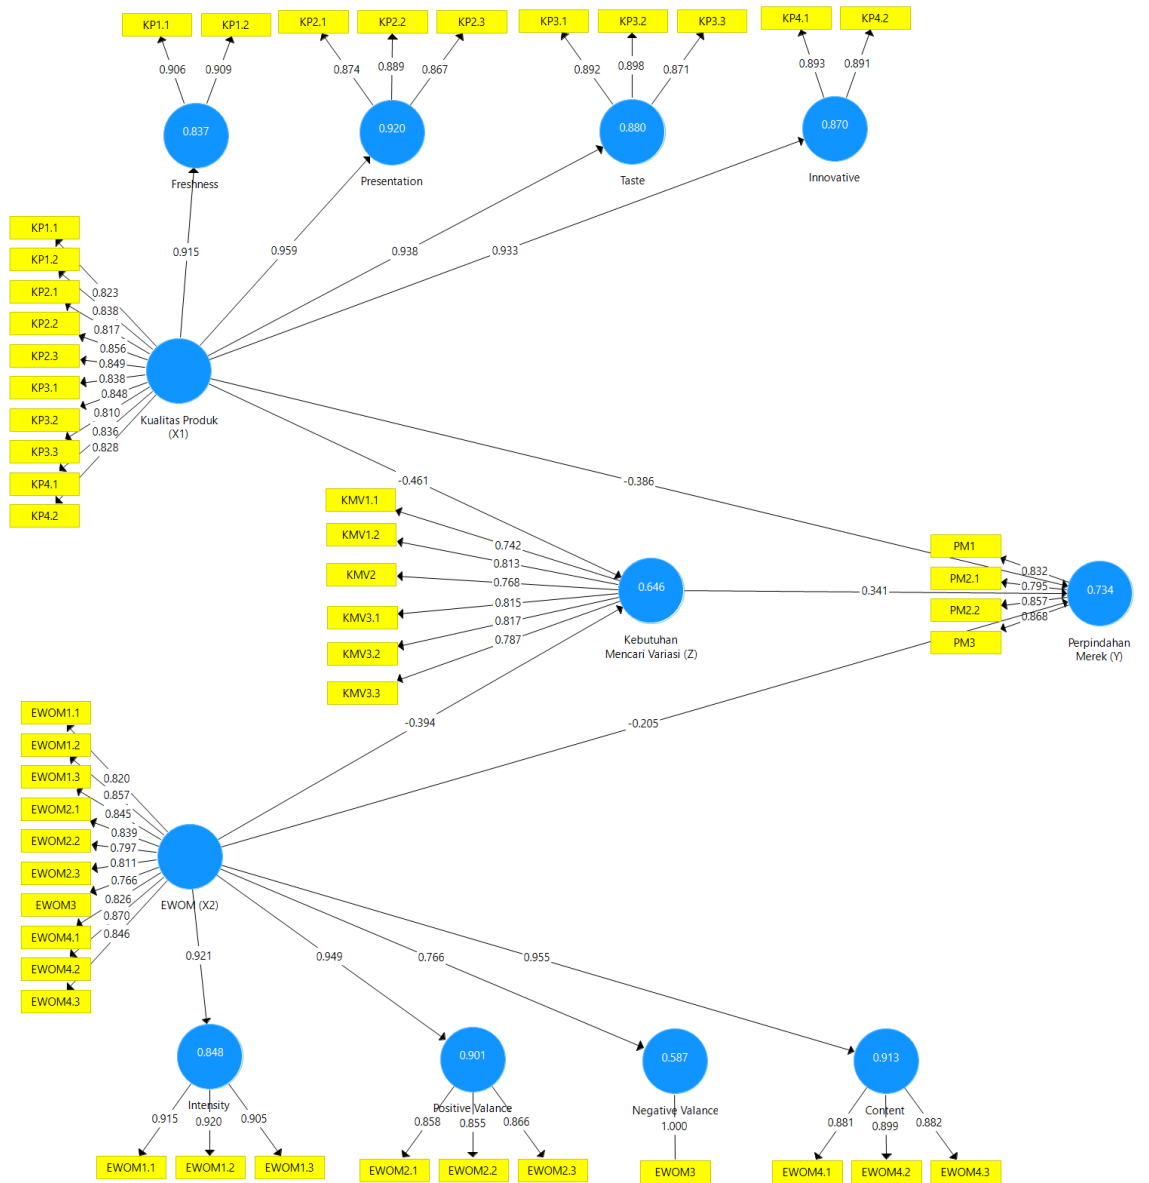 KP1.1
KP1.2
KP2.1
KP2.2
KP2.3
KP3.1
KP3.2
KP3.3
KP4.1
KP4.2
0.906
0.909
0.874
0.889
0.867
0.892
0.898
0.871
0.893
0.891
0.837
0.920
0.880
0.870
Freshness
Presentation
Taste
Innovative
0.915
0.959
0.938
0.933
KP1.1
KP1.2
KP2.1
KP2.2
KP2.3
KP3.1
KP3.2
KP3.3
KP4.1
KP4.2
0.823
0.838
0.817
0.856
0.849
0.838
0.848
0.810
0.836
0.828
Kualitas Produk
(X1)
-0.461
-0.386
KMV1.1
KMV1.2
KMV2
KMV3.1
KMV3.2
KMV3.3
0.742
0.813
0.768
0.815
0.817
0.787
0.646
Kebutuhan
Mencari Variasi (Z)
0.341
PM1
PM2.1
PM2.2
PM3
0.832
0.795
0.857
0.868
0.734
Perpindahan
Merek (Y)
-0.394
-0.205
EWOM1.1
EWOM1.2
EWOM1.3
EWOM2.1
EWOM2.2
EWOM2.3
EWOM3
EWOM4.1
EWOM4.2
EWOM4.3
0.820
0.857
0.845
0.839
0.797
0.811
0.766
0.826
0.870
0.846
EWOM (X2)
0.921
0.949
0.766
0.955
0.848
0.901
0.587
0.913
Intensity
Positive Valance
Negative Valance
Content
0.915
0.920
0.905
0.858
0.855
0.866
1.000
0.881
0.899
0.882
EWOM1.1
EWOM1.2
EWOM1.3
EWOM2.1
EWOM2.2
EWOM2.3
EWOM3
EWOM4.1
EWOM4.2
EWOM4.3